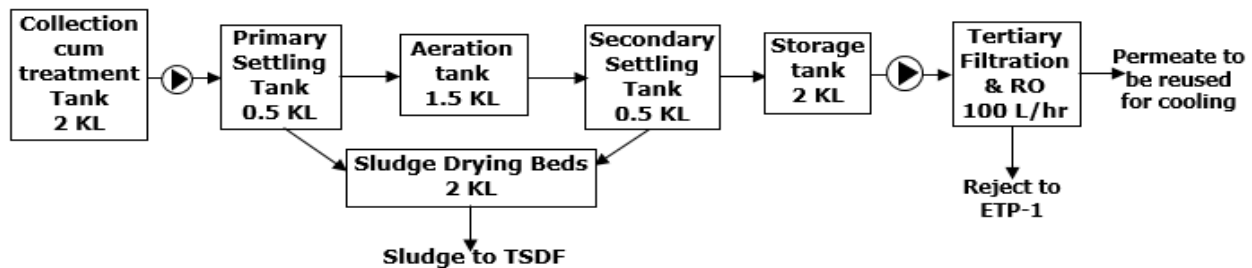 Collection
cum
treatment
Tank
2 KL
Primary
Settling
Tank
0.5 KL
Aeration
tank
1.5 KL
Secondary
Settling
Tank
0.5 KL
Storage
tank
2 KL
Tertiary
Filtration
& RO
100 L/hr
Permeate to
be reused
for cooling
Sludge Drying Beds
2 KL
Reject to
ETP-1
Sludge to TSDF